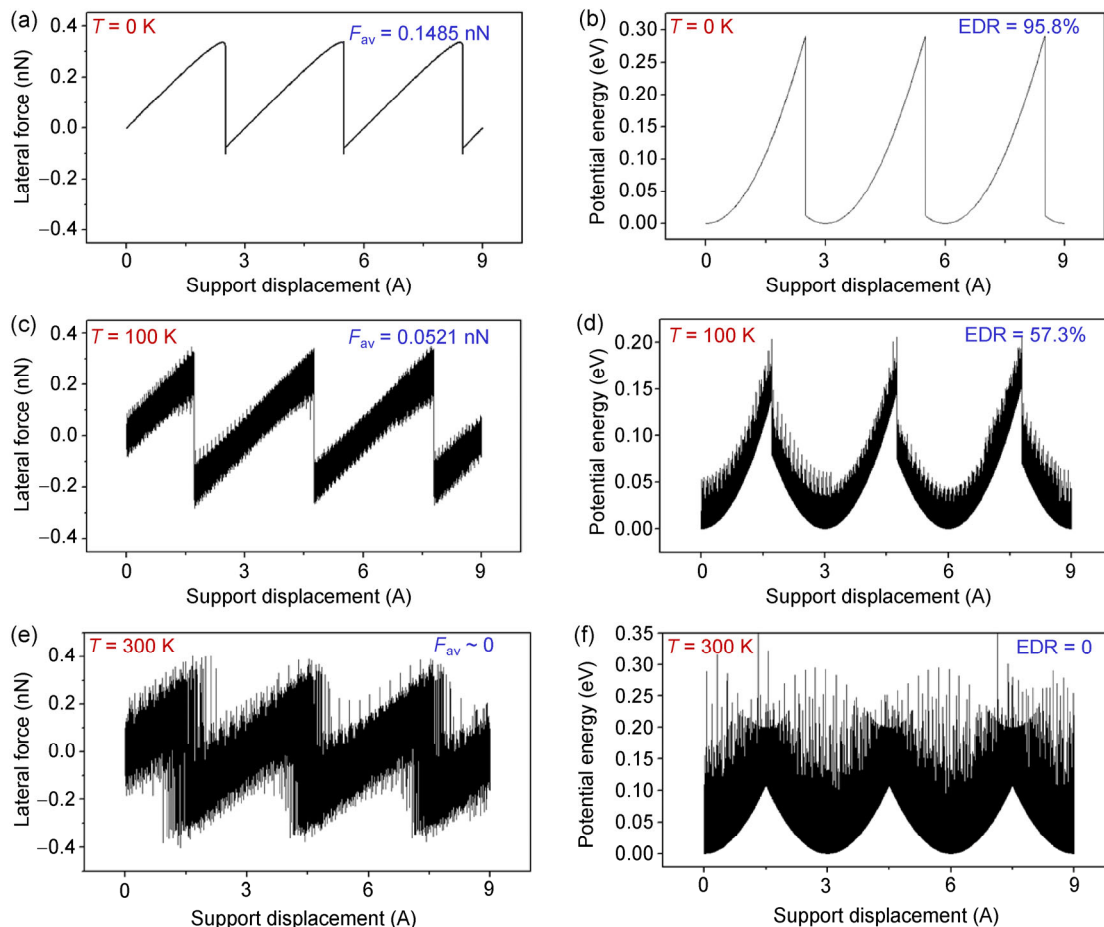 (a)
T = 0 K
F_av = 0.1485 nN
Lateral force (nN)
0.4
0.2
0.0
−0.2
−0.4
0 3 6 9
Support displacement (A)
(b)
T = 0 K
EDR = 95.8%
Potential energy (eV)
0.30
0.25
0.20
0.15
0.10
0.05
0.00
0 3 6 9
Support displacement (A)
(c)
T = 100 K
F_av = 0.0521 nN
Lateral force (nN)
0.4
0.2
0.0
−0.2
−0.4
0 3 6 9
Support displacement (A)
(d)
T = 100 K
EDR = 57.3%
Potential energy (eV)
0.20
0.15
0.10
0.05
0.00
0 3 6 9
Support displacement (A)
(e)
T = 300 K
F_av ~ 0
Lateral force (nN)
0.4
0.2
0.0
−0.2
−0.4
0 3 6 9
Support displacement (A)
(f)
T = 300 K
EDR = 0
Potential energy (eV)
0.35
0.30
0.25
0.20
0.15
0.10
0.05
0.00
0 3 6 9
Support displacement (A)